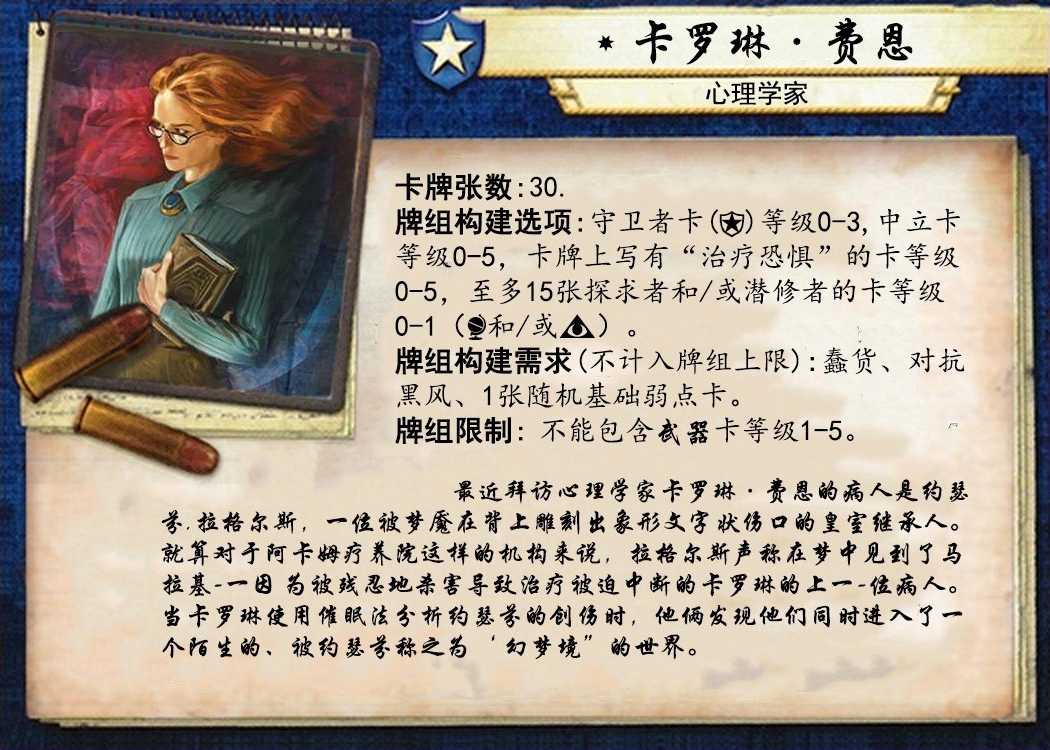 卡罗琳·费恩
心理学家
卡牌张数:30.
牌组构建选项:守卫者卡()等级0-3,中立卡
等级0-5，卡牌上写有“治疗恐惧”的卡等级
0-5，至多15张探求者和/或潜修者的卡等级
0-1（和/或）。
牌组构建需求(不计入牌组上限):蠢货、对抗
黑风、1张随机基础弱点卡。
牌组限制: 不能包含武器卡等级1-5。
最近拜访心理学家卡罗琳·费恩的病人是约瑟
芬.拉格尔斯，一位被梦魇在背上雕刻出象形文字状伤口的皇室继承人。
就算对于阿卡姆疗养院这样的机构来说，拉格尔斯声称在梦中见到了马
拉基-一因 为被残忍地杀害导致治疗被迫中断的卡罗琳的上一-位病人。
当卡罗琳使用催眠法分析约瑟芬的创伤时，他俩发现他们同时进入了一
个陌生的、被约瑟芬称之为‘幻梦境”的世界。